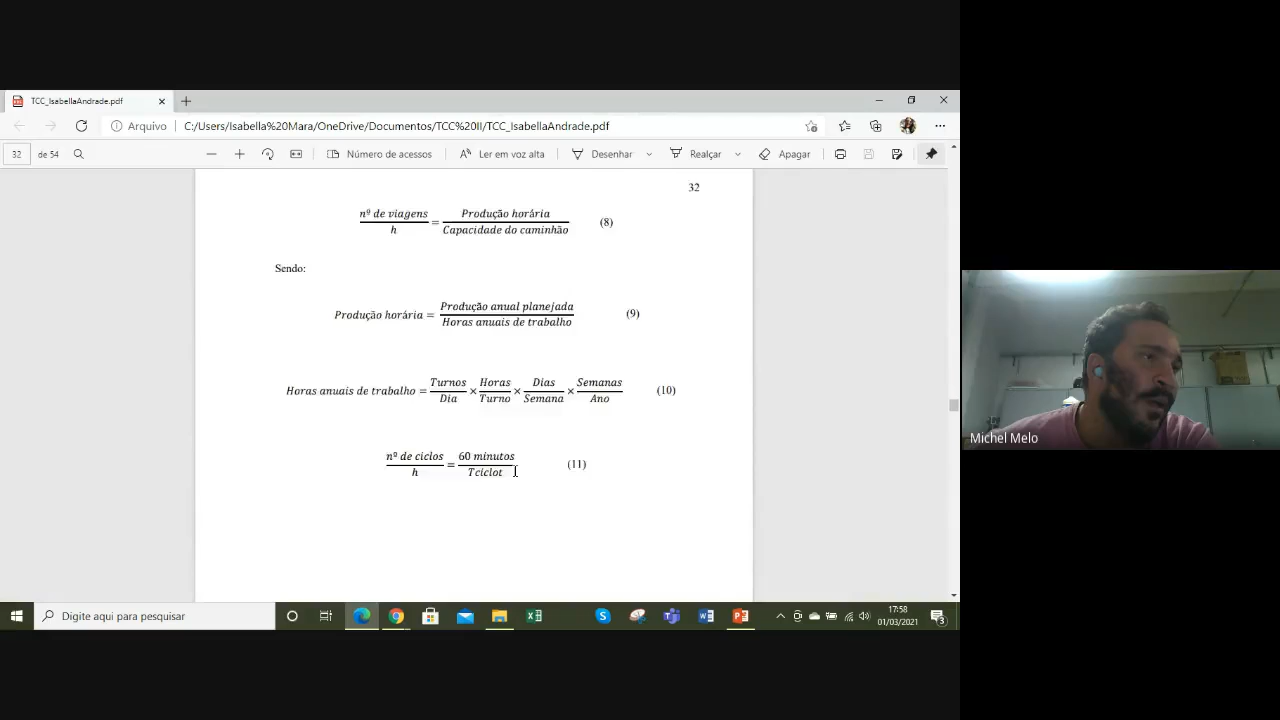 TCC_IsabellaAndrade.pdf
Arquivo C:/Users/Isabella%20Mara/OneDrive/Documentos/TCC%20II/TCC_IsabellaAndrade.pdf
32 de 54 Número de acessos Ler em voz alta Desenhar Realçar Apagar
32
nº de viagens / h = Produção horária / Capacidade do caminhão (8)
Sendo:
Produção horária = Produção anual planejada / Horas anuais de trabalho (9)
Horas anuais de trabalho = Turnos / Dia × Horas / Turno × Dias / Semana × Semanas / Ano (10)
nº de ciclos / h = 60 minutos / Tciclot (11)
Michel Melo
Digite aqui para pesquisar
17:58
01/03/2021
3